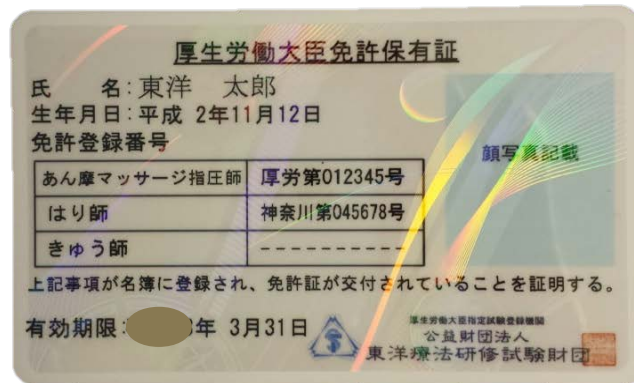 厚生労働大臣免許保有証
氏　名:東洋　太郎
生年月日:平成 2年11月12日
免許登録番号
あん摩マッサージ指圧師 厚労第012345号
はり師 神奈川第045678号
きゅう師 ----------
顔写真記載
上記事項が名簿に登録され、免許証が交付されていることを証明する。
有効期限: 年 3月31日
厚生労働大臣指定試験登録機関
公益財団法人
東洋療法研修試験財団